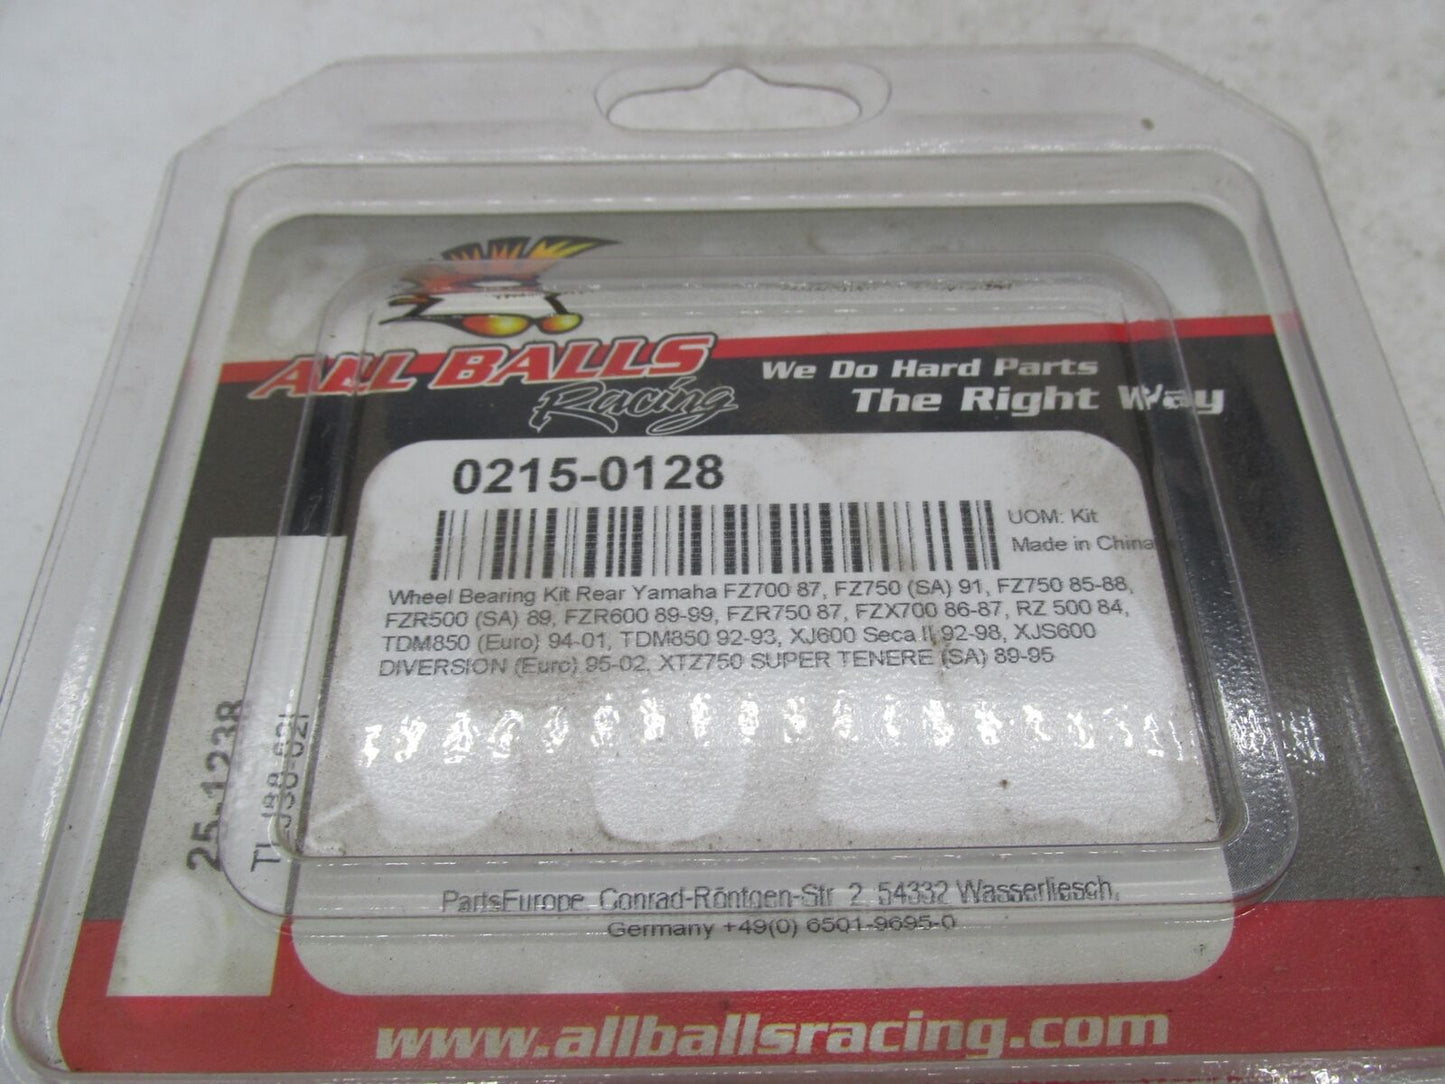 ALL BALLS
Racing
We Do Hard Parts
The Right Way
0215-0128
UOM: Kit
Made in China
Wheel Bearing Kit Rear Yamaha FZ700 87, FZ750 (SA) 91, FZ750 85-88,
FZR500 (SA) 89, FZR600 89-99, FZR750 87, FZX700 86-87, RZ 500 84,
TDM850 (Euro) 94-01, TDM850 92-93, XJ600 Seca II 92-98, XJS600
DIVERSION (Euro) 95-02, XTZ750 SUPER TENERE (SA) 89-95
25-1238
PartsEurope, Conrad-Röntgen-Str. 2, 54332 Wasserliesch,
Germany +49(0) 6501-9695-0
www.allballsracing.com